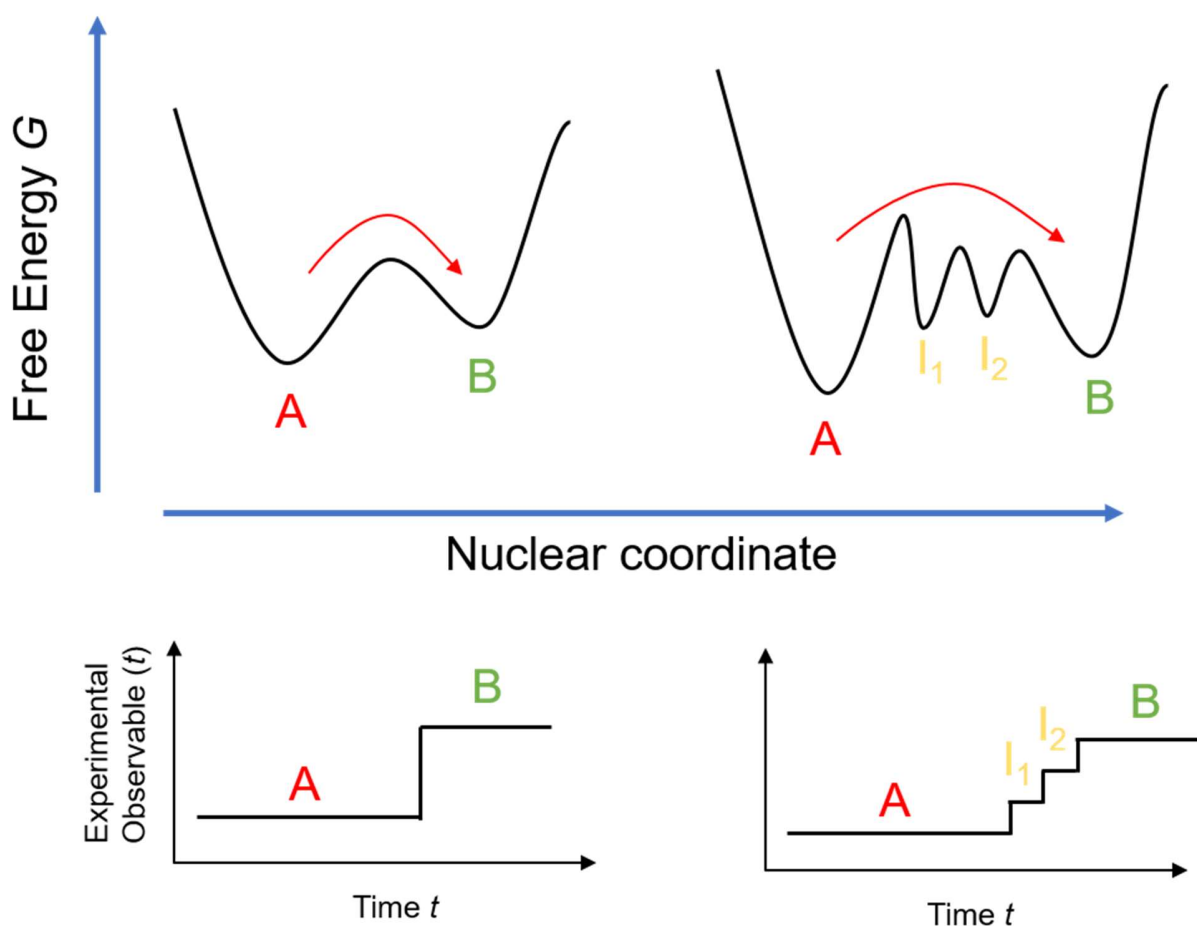 Free Energy G
A
B
A
I₁
I₂
B
Nuclear coordinate
Experimental
Observable (t)
A
B
Time t
A
I₁
I₂
B
Time t